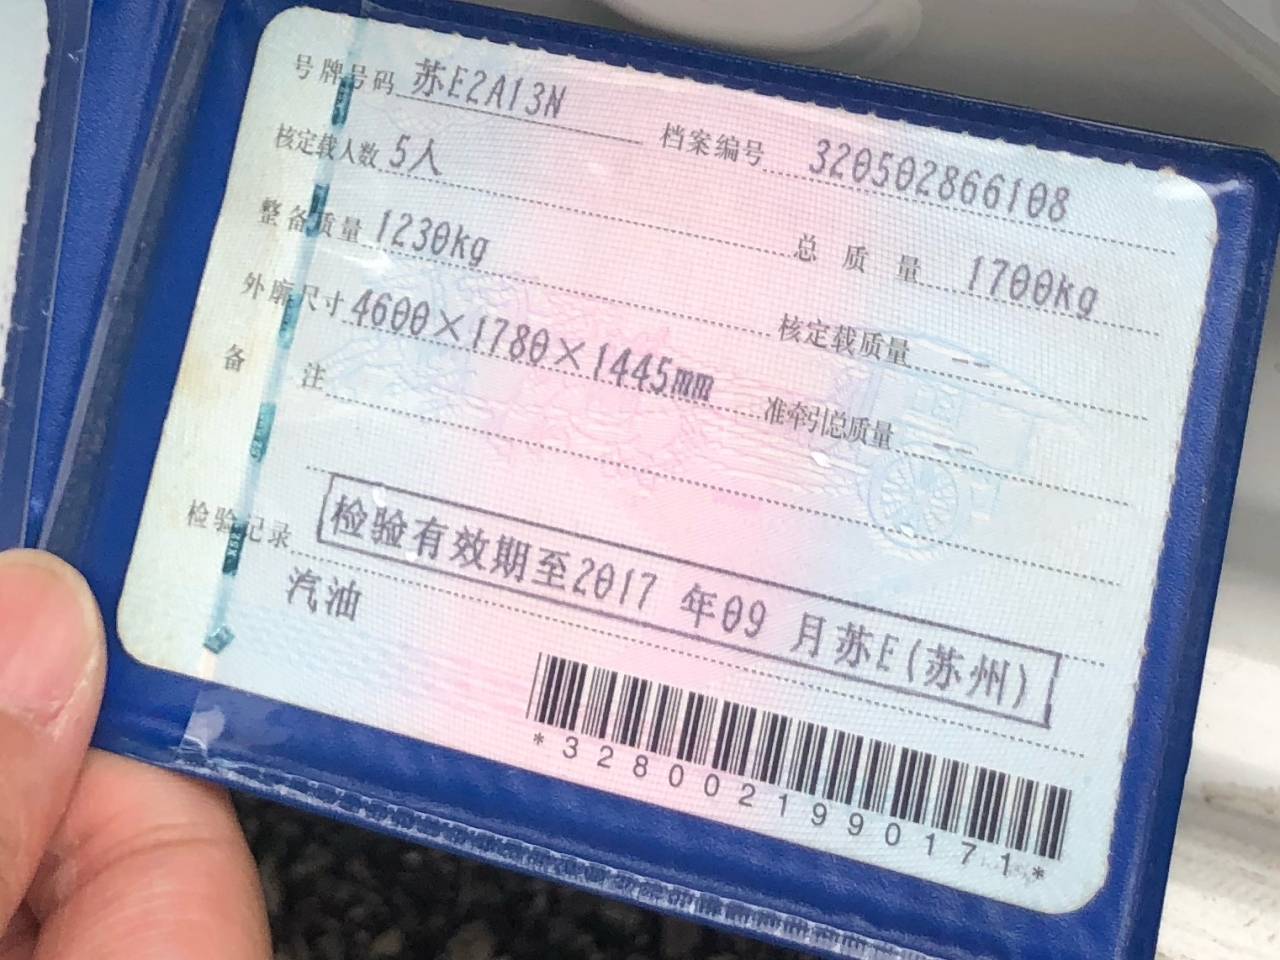 号牌号码 苏E2A13N 档案编号 320502866108
核定载人数 5人 总质量 1700kg
整备质量 1230kg 核定载质量 --
外廓尺寸 4600×1780×1445mm 准牵引总质量 --
备注
检验记录 检验有效期至2017年09月苏E(苏州)
汽油
*3280021990171*